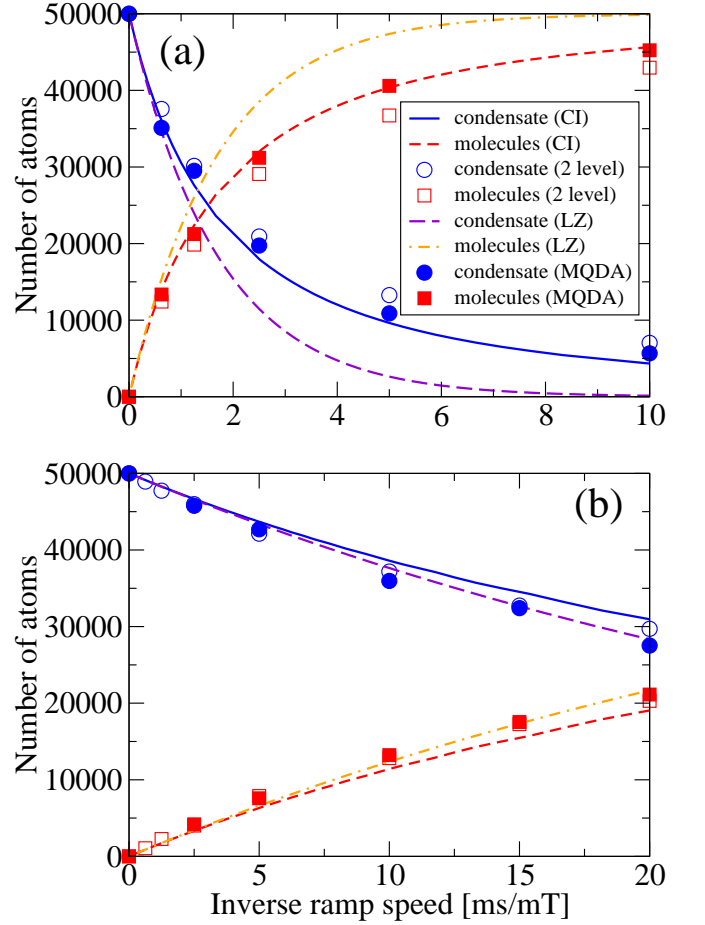 50000
40000
30000
20000
10000
0
Number of atoms
(a)
condensate (CI)
molecules (CI)
condensate (2 level)
molecules (2 level)
condensate (LZ)
molecules (LZ)
condensate (MQDA)
molecules (MQDA)
0 2 4 6 8 10
50000
40000
30000
20000
10000
0
Number of atoms
(b)
0 5 10 15 20
Inverse ramp speed [ms/mT]